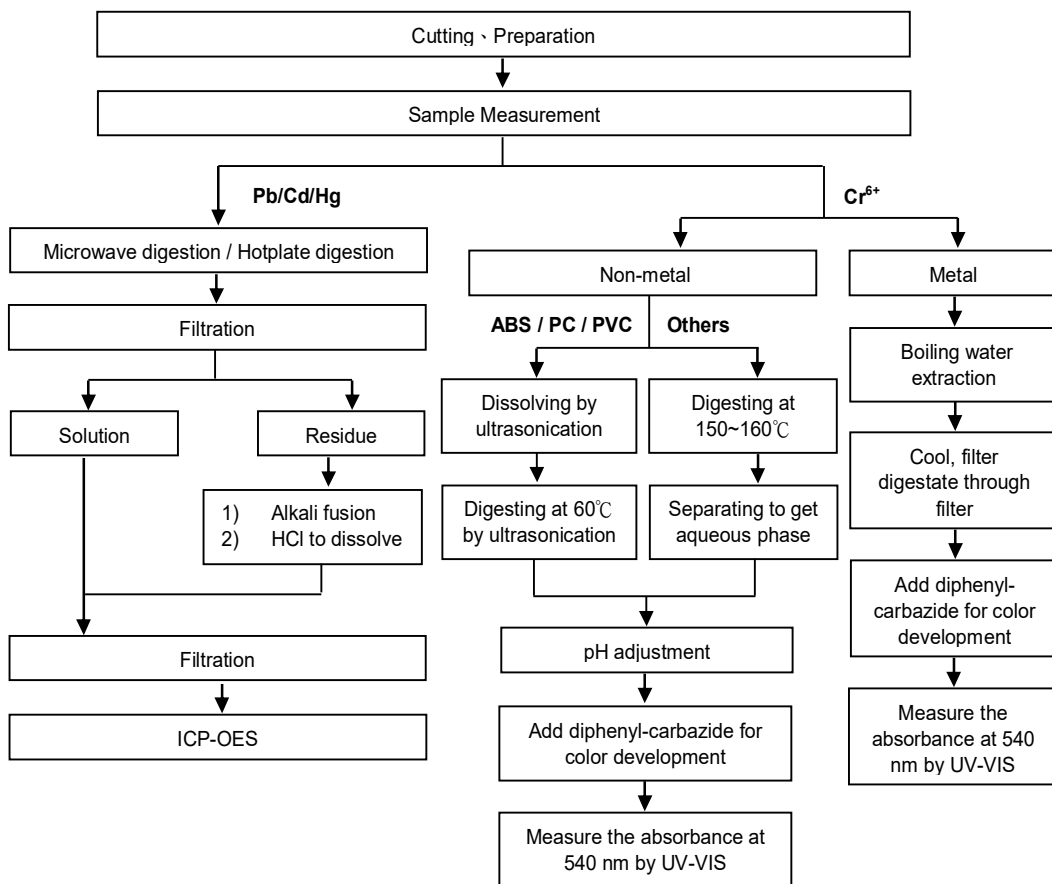 Cutting、Preparation
Sample Measurement
Pb/Cd/Hg
Cr⁶⁺
Microwave digestion / Hotplate digestion
Filtration
Solution
Residue
1) Alkali fusion
2) HCl to dissolve
Filtration
ICP-OES
Non-metal
ABS / PC / PVC
Others
Dissolving by
ultrasonication
Digesting at 60℃
by ultrasonication
Digesting at
150~160℃
Separating to get
aqueous phase
pH adjustment
Add diphenyl-carbazide for
color development
Measure the absorbance at
540 nm by UV-VIS
Metal
Boiling water
extraction
Cool, filter
digestate through
filter
Add diphenyl-
carbazide for color
development
Measure the
absorbance at 540
nm by UV-VIS